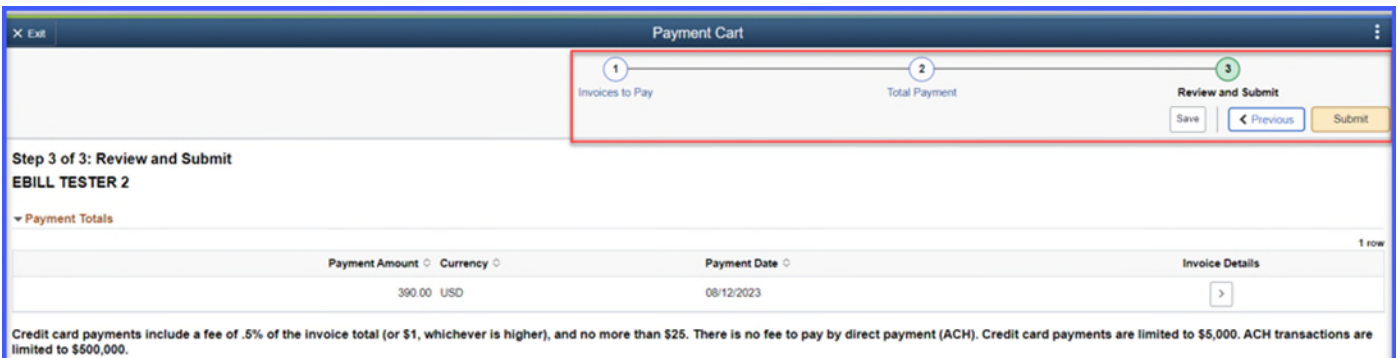 X Exit
Payment Cart
1
2
3
Invoices to Pay
Total Payment
Review and Submit
Save
Previous
Submit
Step 3 of 3: Review and Submit
EBILL TESTER 2
Payment Totals
1 row
Payment Amount Currency Payment Date Invoice Details
390.00 USD 08/12/2023
Credit card payments include a fee of .5% of the invoice total (or $1, whichever is higher), and no more than $25. There is no fee to pay by direct payment (ACH). Credit card payments are limited to $5,000. ACH transactions are
limited to $500,000.